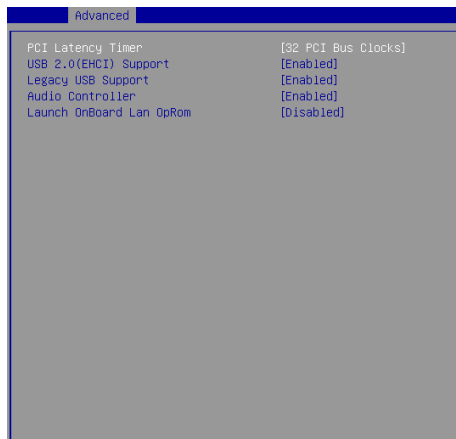 Advanced
PCI Latency Timer [32 PCI Bus Clocks]
USB 2.0(EHCI) Support [Enabled]
Legacy USB Support [Enabled]
Audio Controller [Enabled]
Launch OnBoard Lan OpRom [Disabled]